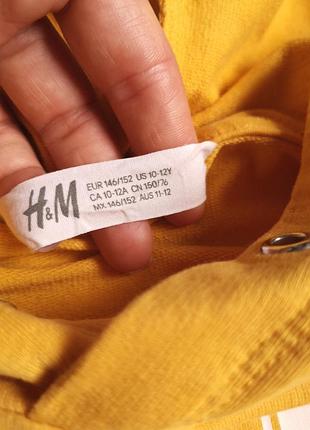 H&M
EUR 146/152 US 10-12Y
CA 10-12A CN 150/76
MX 146/152 AUS 11-12